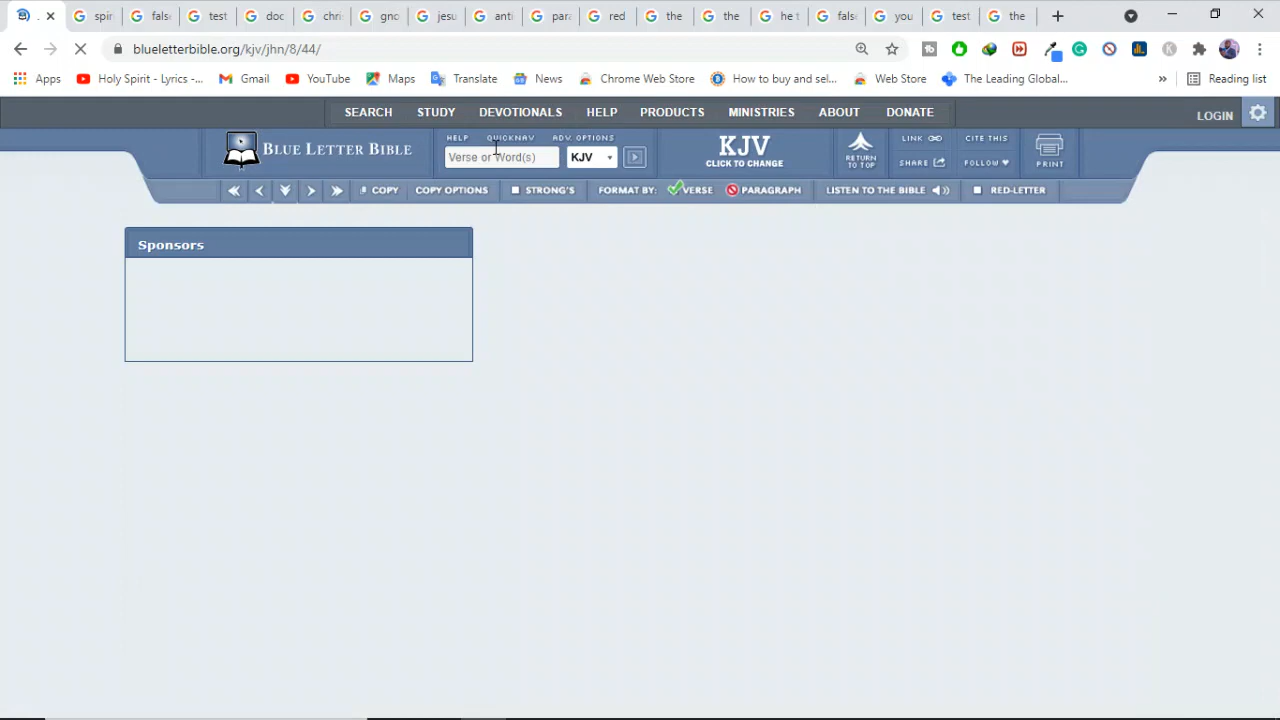 spiri
false
test
doc
chris
gno
jesu
anti
para
red
the
the
he t
false
you
test
the
blueletterbible.org/kjv/jhn/8/44/
Apps
Holy Spirit - Lyrics -...
Gmail
YouTube
Maps
Translate
News
Chrome Web Store
How to buy and sel...
Web Store
The Leading Global...
»
Reading list
SEARCH
STUDY
DEVOTIONALS
HELP
PRODUCTS
MINISTRIES
ABOUT
DONATE
LOGIN
BLUE LETTER BIBLE
HELP
QUICKNAV
ADV. OPTIONS
Verse or Word(s)
KJV
KJV
CLICK TO CHANGE
RETURN
TO TOP
LINK
SHARE
CITE THIS
FOLLOW
PRINT
COPY
COPY OPTIONS
STRONG'S
FORMAT BY:
VERSE
PARAGRAPH
LISTEN TO THE BIBLE
RED-LETTER
Sponsors